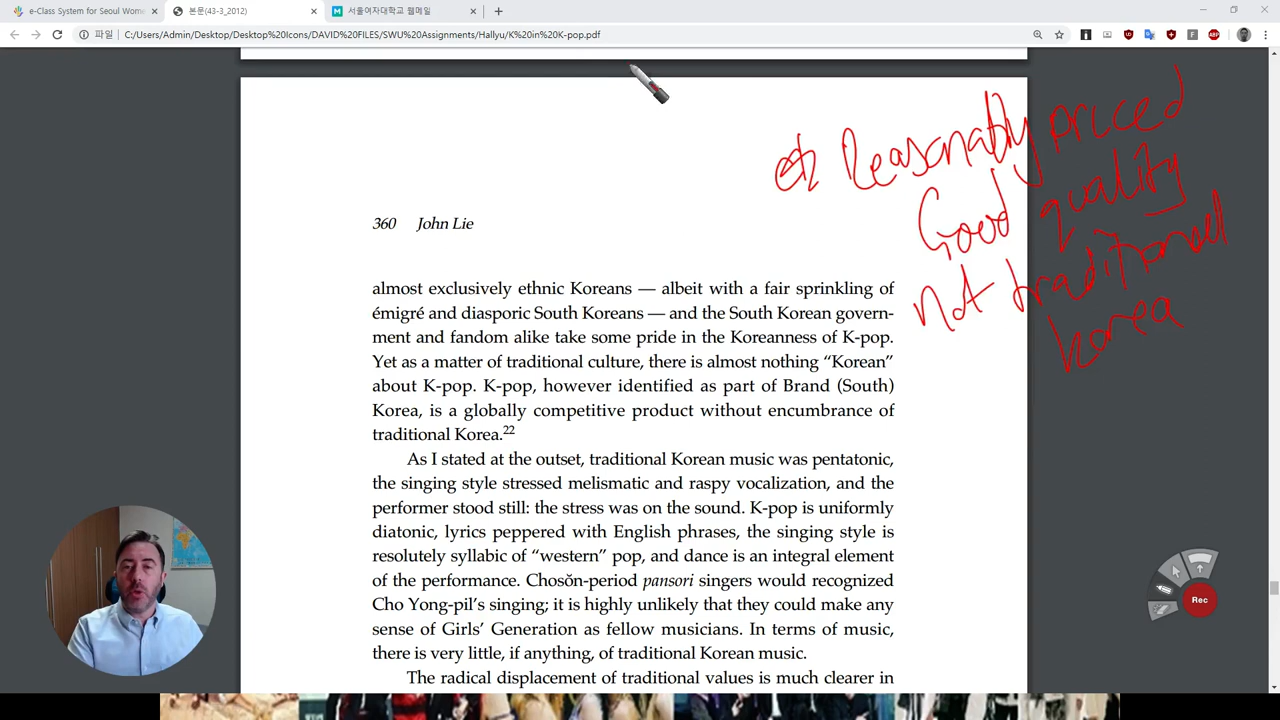 e-Class System for Seoul Wome
본문(43-3_2012)
서울여자대학교 웹메일
파일
C:/Users/Admin/Desktop/Desktop%20Icons/DAVID%20FILES/SWU%20Assignments/Hallyu/K%20in%20K-pop.pdf
Reasonably priced
Good quality
not traditional
Korea
360 John Lie
almost exclusively ethnic Koreans — albeit with a fair sprinkling of
émigré and diasporic South Koreans — and the South Korean govern-
ment and fandom alike take some pride in the Koreanness of K-pop.
Yet as a matter of traditional culture, there is almost nothing “Korean”
about K-pop. K-pop, however identified as part of Brand (South)
Korea, is a globally competitive product without encumbrance of
traditional Korea.22
As I stated at the outset, traditional Korean music was pentatonic,
the singing style stressed melismatic and raspy vocalization, and the
performer stood still: the stress was on the sound. K-pop is uniformly
diatonic, lyrics peppered with English phrases, the singing style is
resolutely syllabic of “western” pop, and dance is an integral element
of the performance. Chosŏn-period pansori singers would recognized
Cho Yong-pil’s singing; it is highly unlikely that they could make any
sense of Girls’ Generation as fellow musicians. In terms of music,
there is very little, if anything, of traditional Korean music.
The radical displacement of traditional values is much clearer in
Rec